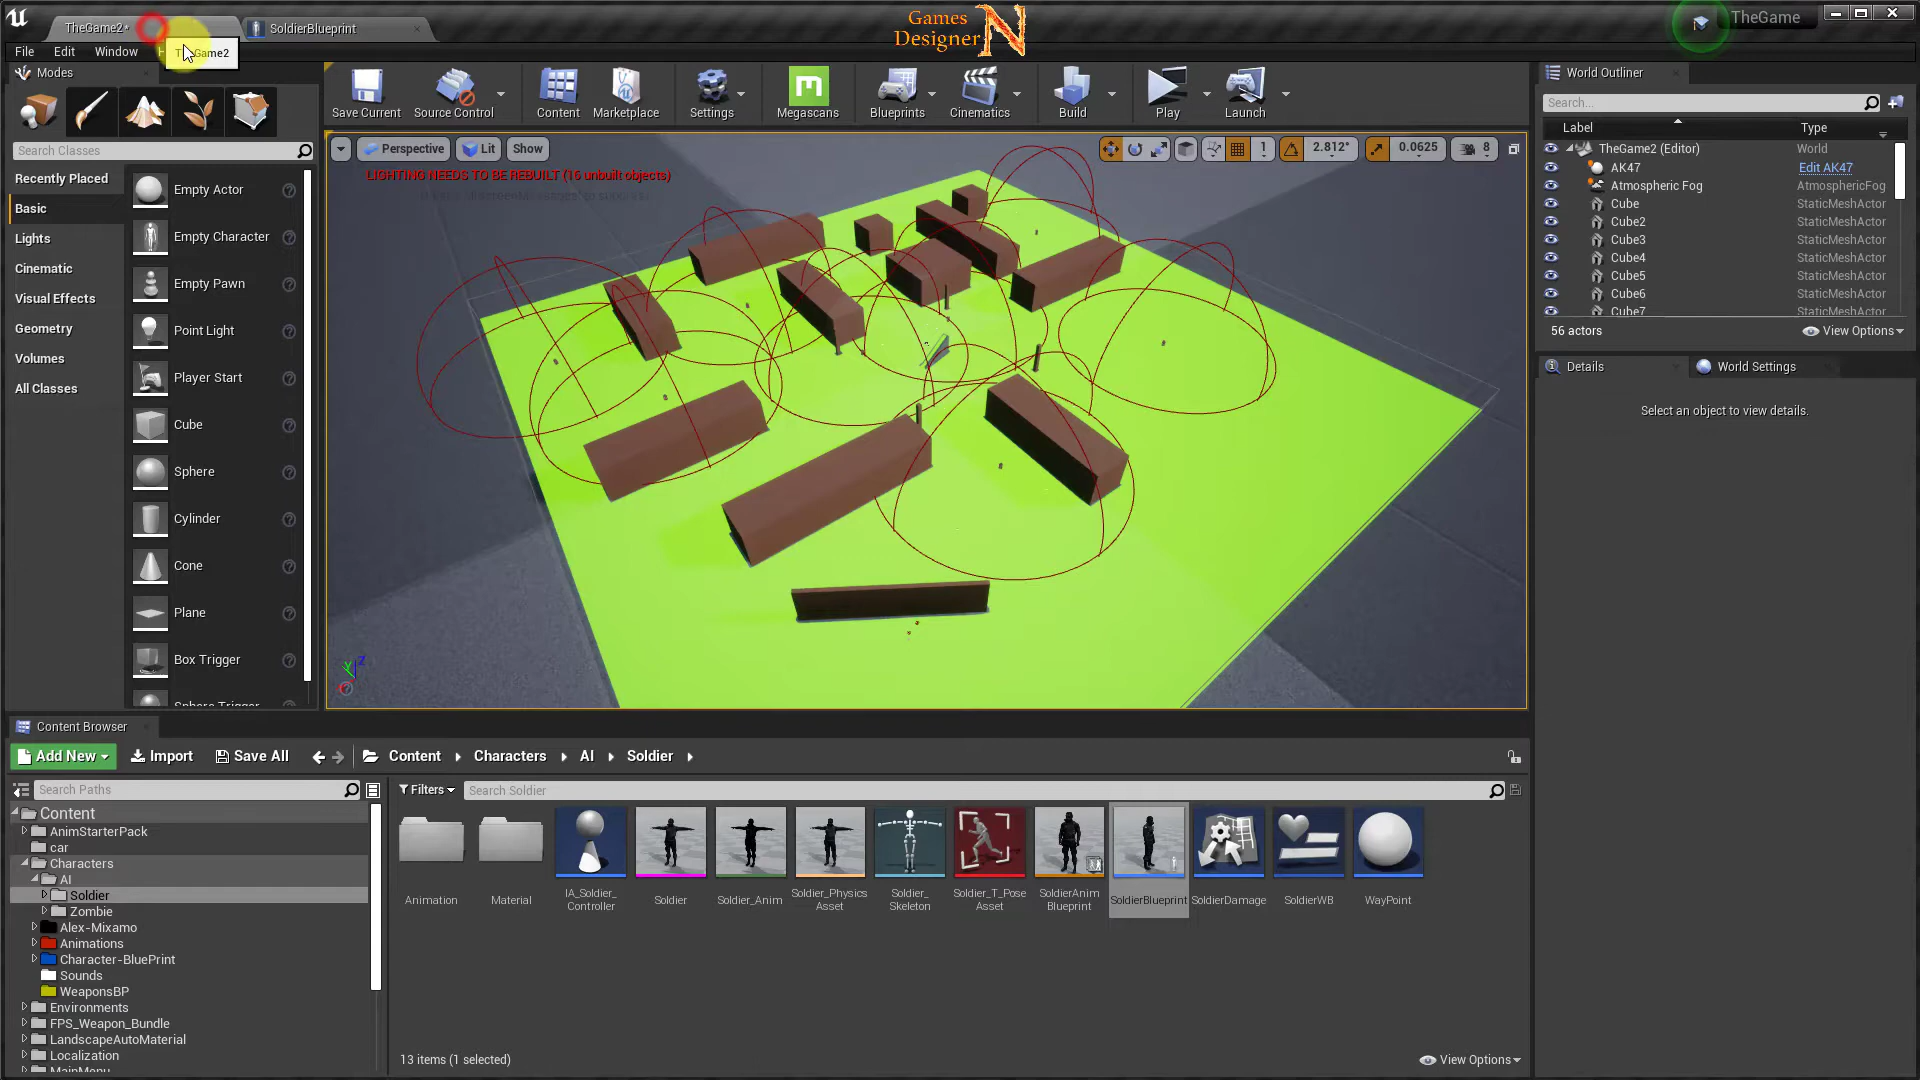 TheGame2*
SoldierBlueprint
Games
Designer
N
TheGame
File
Edit
Window
TheGame2
Modes
World Outliner
Save Current
Source Control
Content
Marketplace
Settings
Megascans
Blueprints
Cinematics
Build
Play
Launch
Search...
Label
Type
Search Classes
Perspective
Lit
Show
1
2.812°
0.0625
8
TheGame2 (Editor)
World
LIGHTING NEEDS TO BE REBUILT (16 unbuilt objects)
AK47
Edit AK47
Atmospheric Fog
AtmosphericFog
Cube
StaticMeshActor
Cube2
StaticMeshActor
Cube3
StaticMeshActor
Cube4
StaticMeshActor
Cube5
StaticMeshActor
Cube6
StaticMeshActor
Cube7
StaticMeshActor
56 actors
View Options
Details
World Settings
Select an object to view details.
Recently Placed
Basic
Lights
Cinematic
Visual Effects
Geometry
Volumes
All Classes
Empty Actor
Empty Character
Empty Pawn
Point Light
Player Start
Cube
Sphere
Cylinder
Cone
Plane
Box Trigger
Sphere Trigger
Y
Z
Content Browser
Add New
Import
Save All
Content
Characters
AI
Soldier
Search Paths
Filters
Search Soldier
Content
AnimStarterPack
car
Characters
AI
Soldier
Zombie
Alex-Mixamo
Animations
Character-BluePrint
Sounds
WeaponsBP
Environments
FPS_Weapon_Bundle
LandscapeAutoMaterial
Localization
MainMenu
Animation
Material
IA_Soldier_
Controller
Soldier
Soldier_Anim
Soldier_Physics
Asset
Soldier_
Skeleton
Soldier_T_Pose
Asset
SoldierAnim
Blueprint
SoldierBlueprint
SoldierDamage
SoldierWB
WayPoint
13 items (1 selected)
View Options